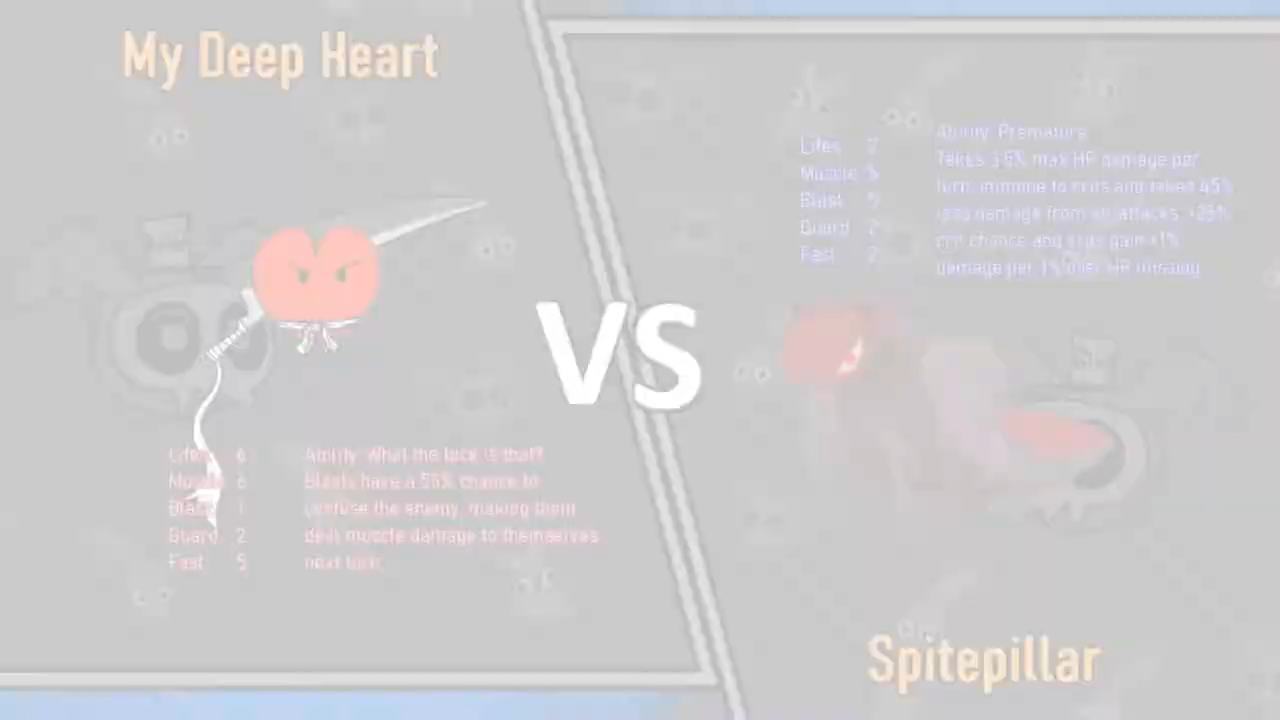 My Deep Heart
Lifes 2
Muscle 5
Blast 5
Guard 2
Fast 2
Ability: Premature
Takes 3.5% max HP damage per
turn, immune to crits and takes 45%
less damage from all attacks. +25%
crit chance and crits gain +1%
damage per 1% of HP missing
VS
Lifes 6
Muscle 6
Blast 1
Guard 2
Fast 5
Ability: What the luck is that?
Blasts have a 55% chance to
confuse the enemy, making them
deal muscle damage to themselves
next turn
Spitepillar